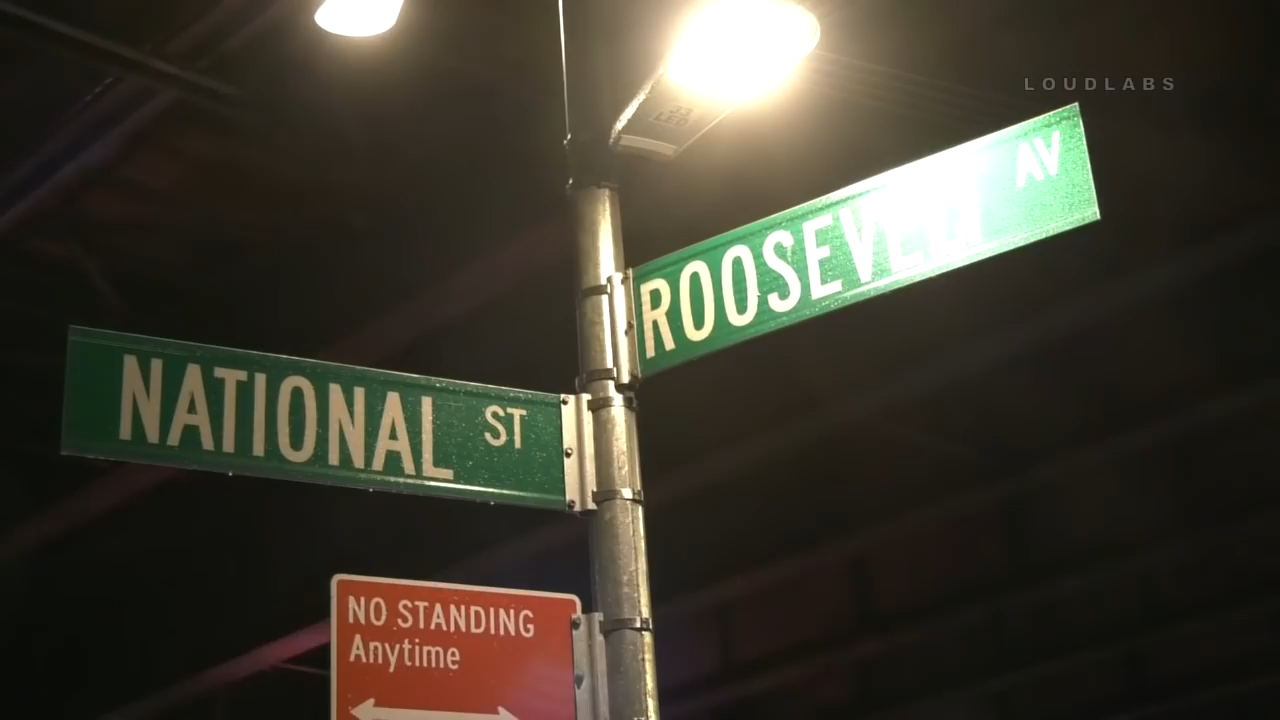 LOUDLABS
ROOSEVELT AV
NATIONAL ST
NO STANDING
Anytime